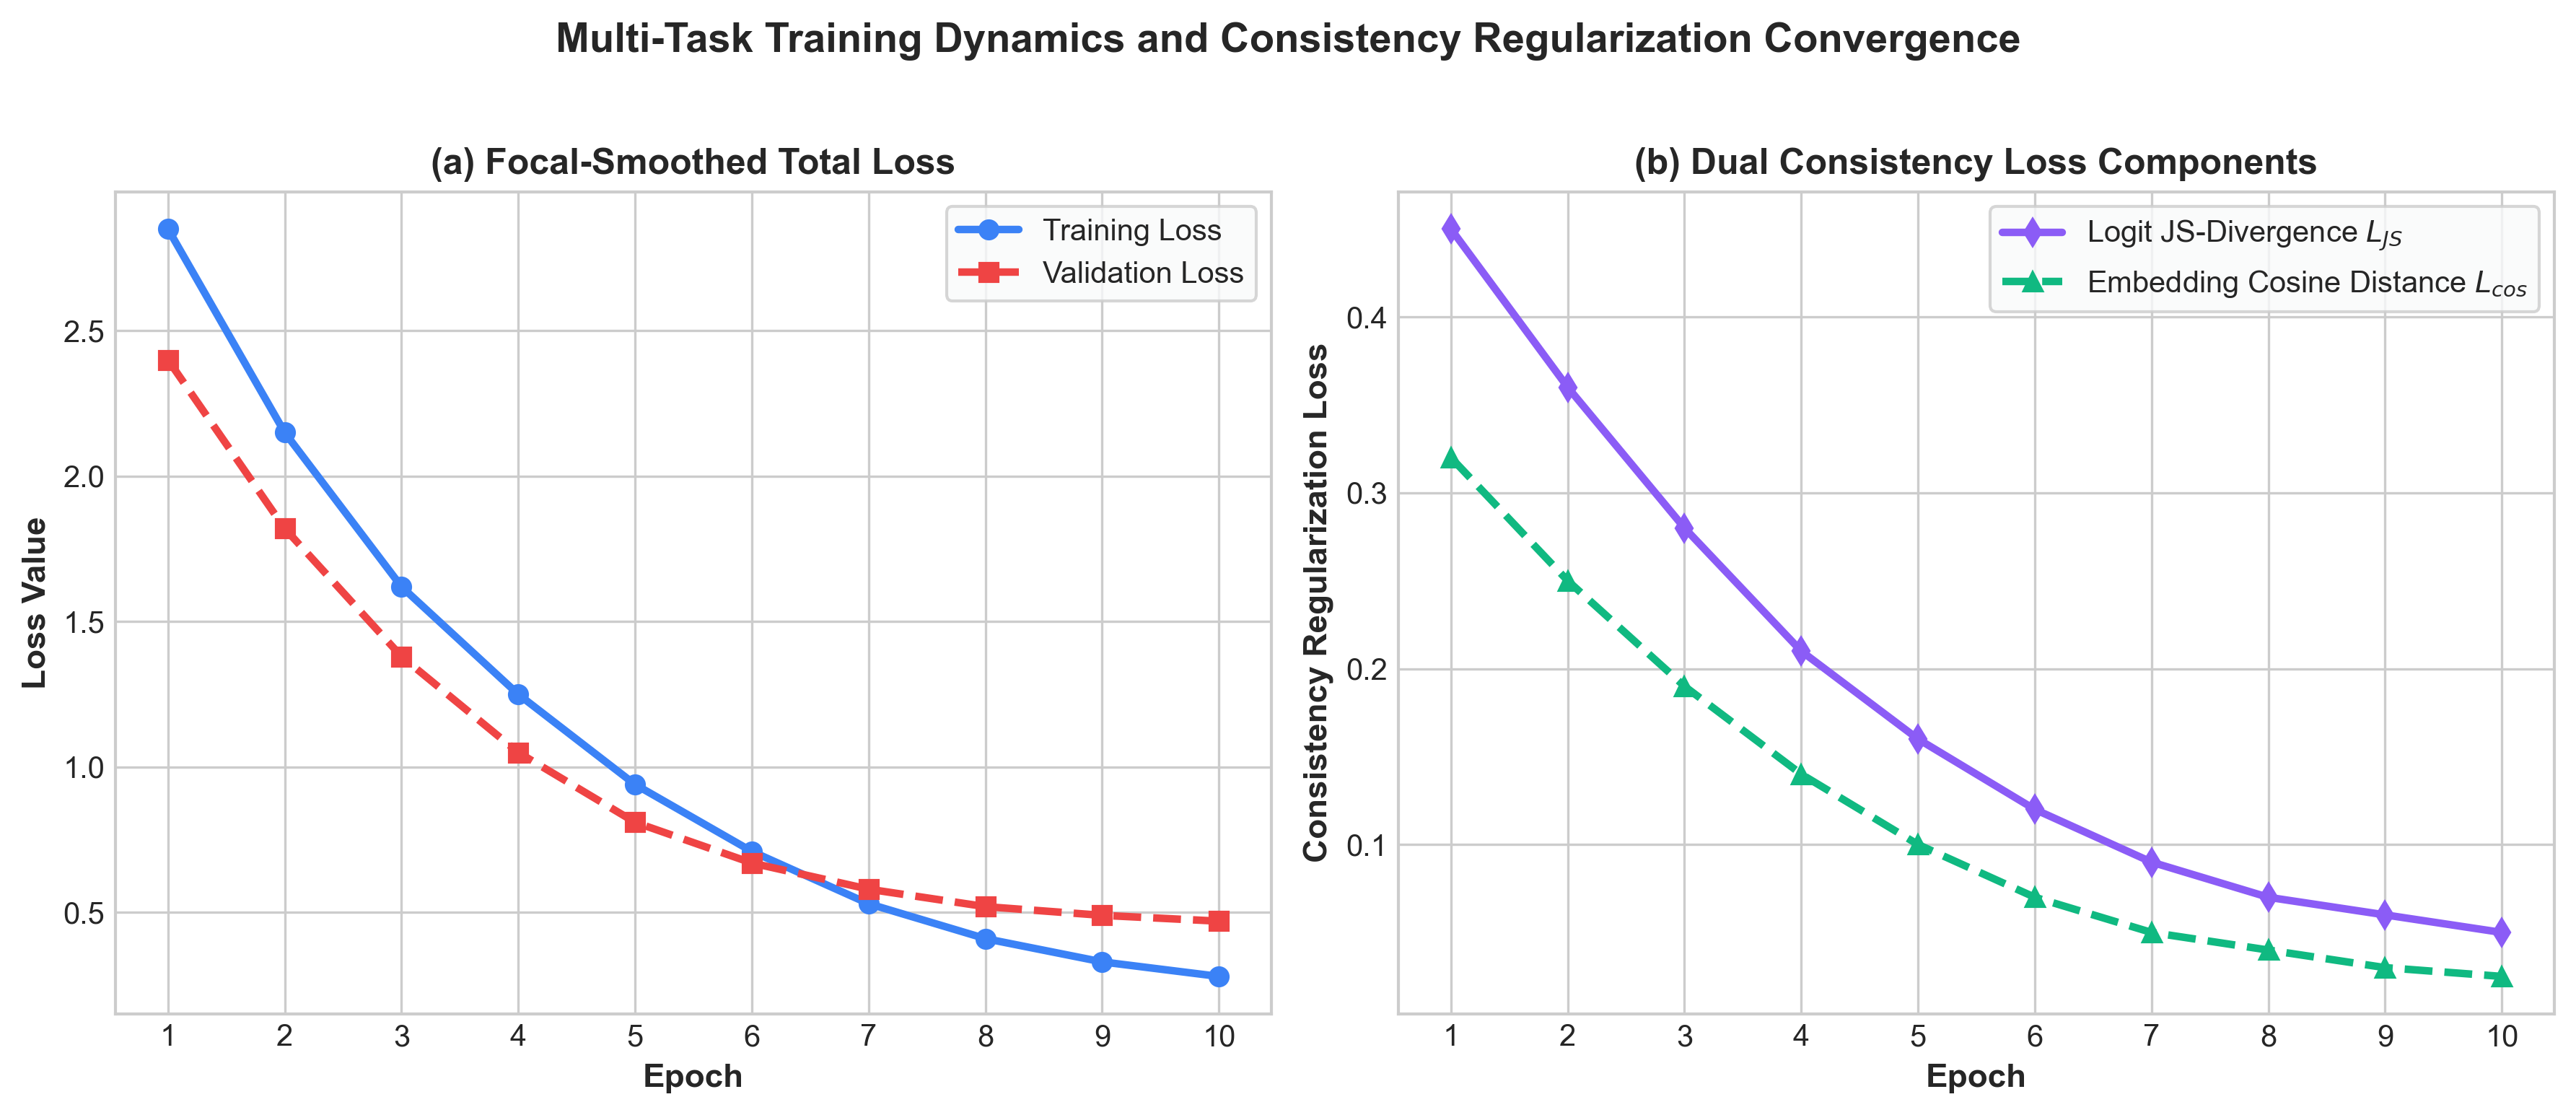 Multi-Task Training Dynamics and Consistency Regularization Convergence
(a) Focal-Smoothed Total Loss
Training Loss
Validation Loss
Loss Value
2.5
2.0
1.5
1.0
0.5
1 2 3 4 5 6 7 8 9 10
Epoch
(b) Dual Consistency Loss Components
Logit JS-Divergence L_JS
Embedding Cosine Distance L_cos
Consistency Regularization Loss
0.4
0.3
0.2
0.1
1 2 3 4 5 6 7 8 9 10
Epoch